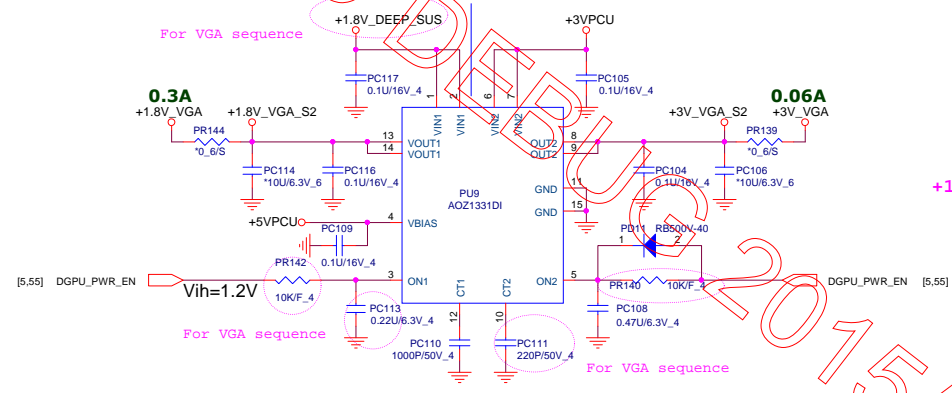 +1.8V_DEEP_SUS
+3VPCU
For VGA sequence
PC117
0.1U/16V_4
PC105
0.1U/16V_4
0.3A
+1.8V_VGA
+1.8V_VGA_S2
+3V_VGA_S2
0.06A
+3V_VGA
1
2
6
7
VIN1
VIN1
VIN2
VIN2
PR144
*0_6/S
13
14
VOUT1
VOUT1
OUT2
OUT2
8
9
PR139
*0_6/S
PC114
*10U/6.3V_6
PC116
0.1U/16V_4
PC104
0.1U/16V_4
PC106
*10U/6.3V_6
PU9
AOZ1331DI
GND
11
GND
15
+1
+5VPCU
4
VBIAS
PC109
0.1U/16V_4
PD11
RB500V-40
1
2
[5,55]
DGPU_PWR_EN
Vih=1.2V
PR142
10K/F_4
3
ON1
ON2
5
PR140
10K/F_4
DGPU_PWR_EN
[5,55]
CT1
CT2
PC113
0.22U/6.3V_4
PC108
0.47U/6.3V_4
12
10
For VGA sequence
PC110
1000P/50V_4
PC111
220P/50V_4
For VGA sequence
DEBUG
2015